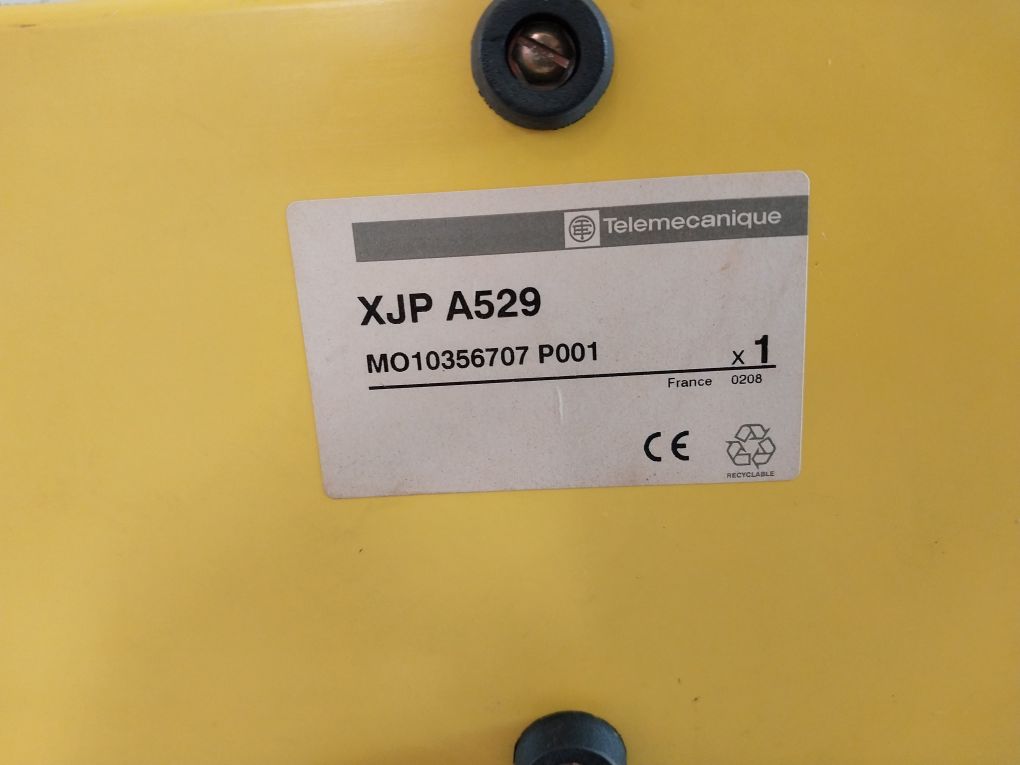 Telemecanique
XJP A529
MO10356707 P001
x 1
France 0208
CE
RECYCLABLE